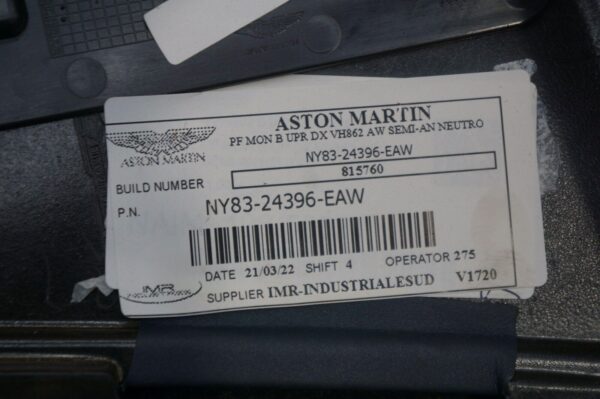 ASTON MARTIN
PF MON B UPR DX VH862 AW SEMI-AN NEUTRO
ASTON MARTIN
NY83-24396-EAW
BUILD NUMBER 815760
P.N. NY83-24396-EAW
DATE 21/03/22 SHIFT 4 OPERATOR 275
IMR SUPPLIER IMR-INDUSTRIALESUD V1720